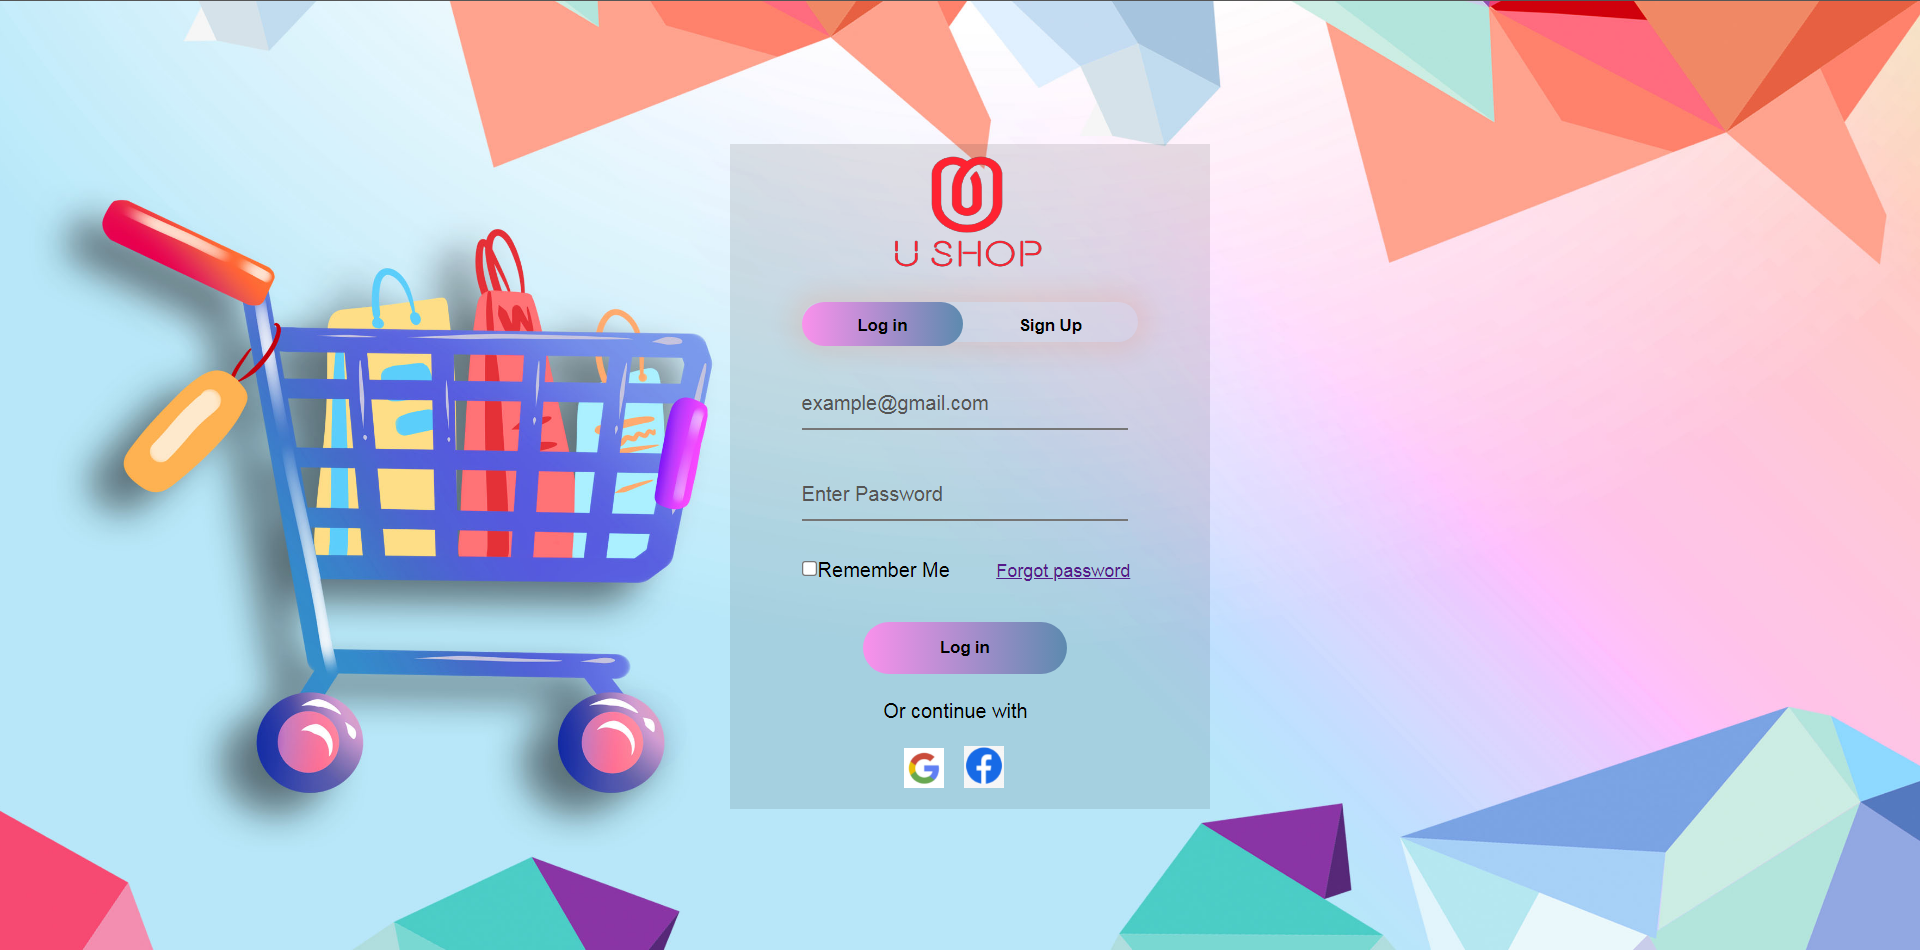 U SHOP
Log in
Sign Up
example@gmail.com
Enter Password
Remember Me
Forgot password
Log in
Or continue with